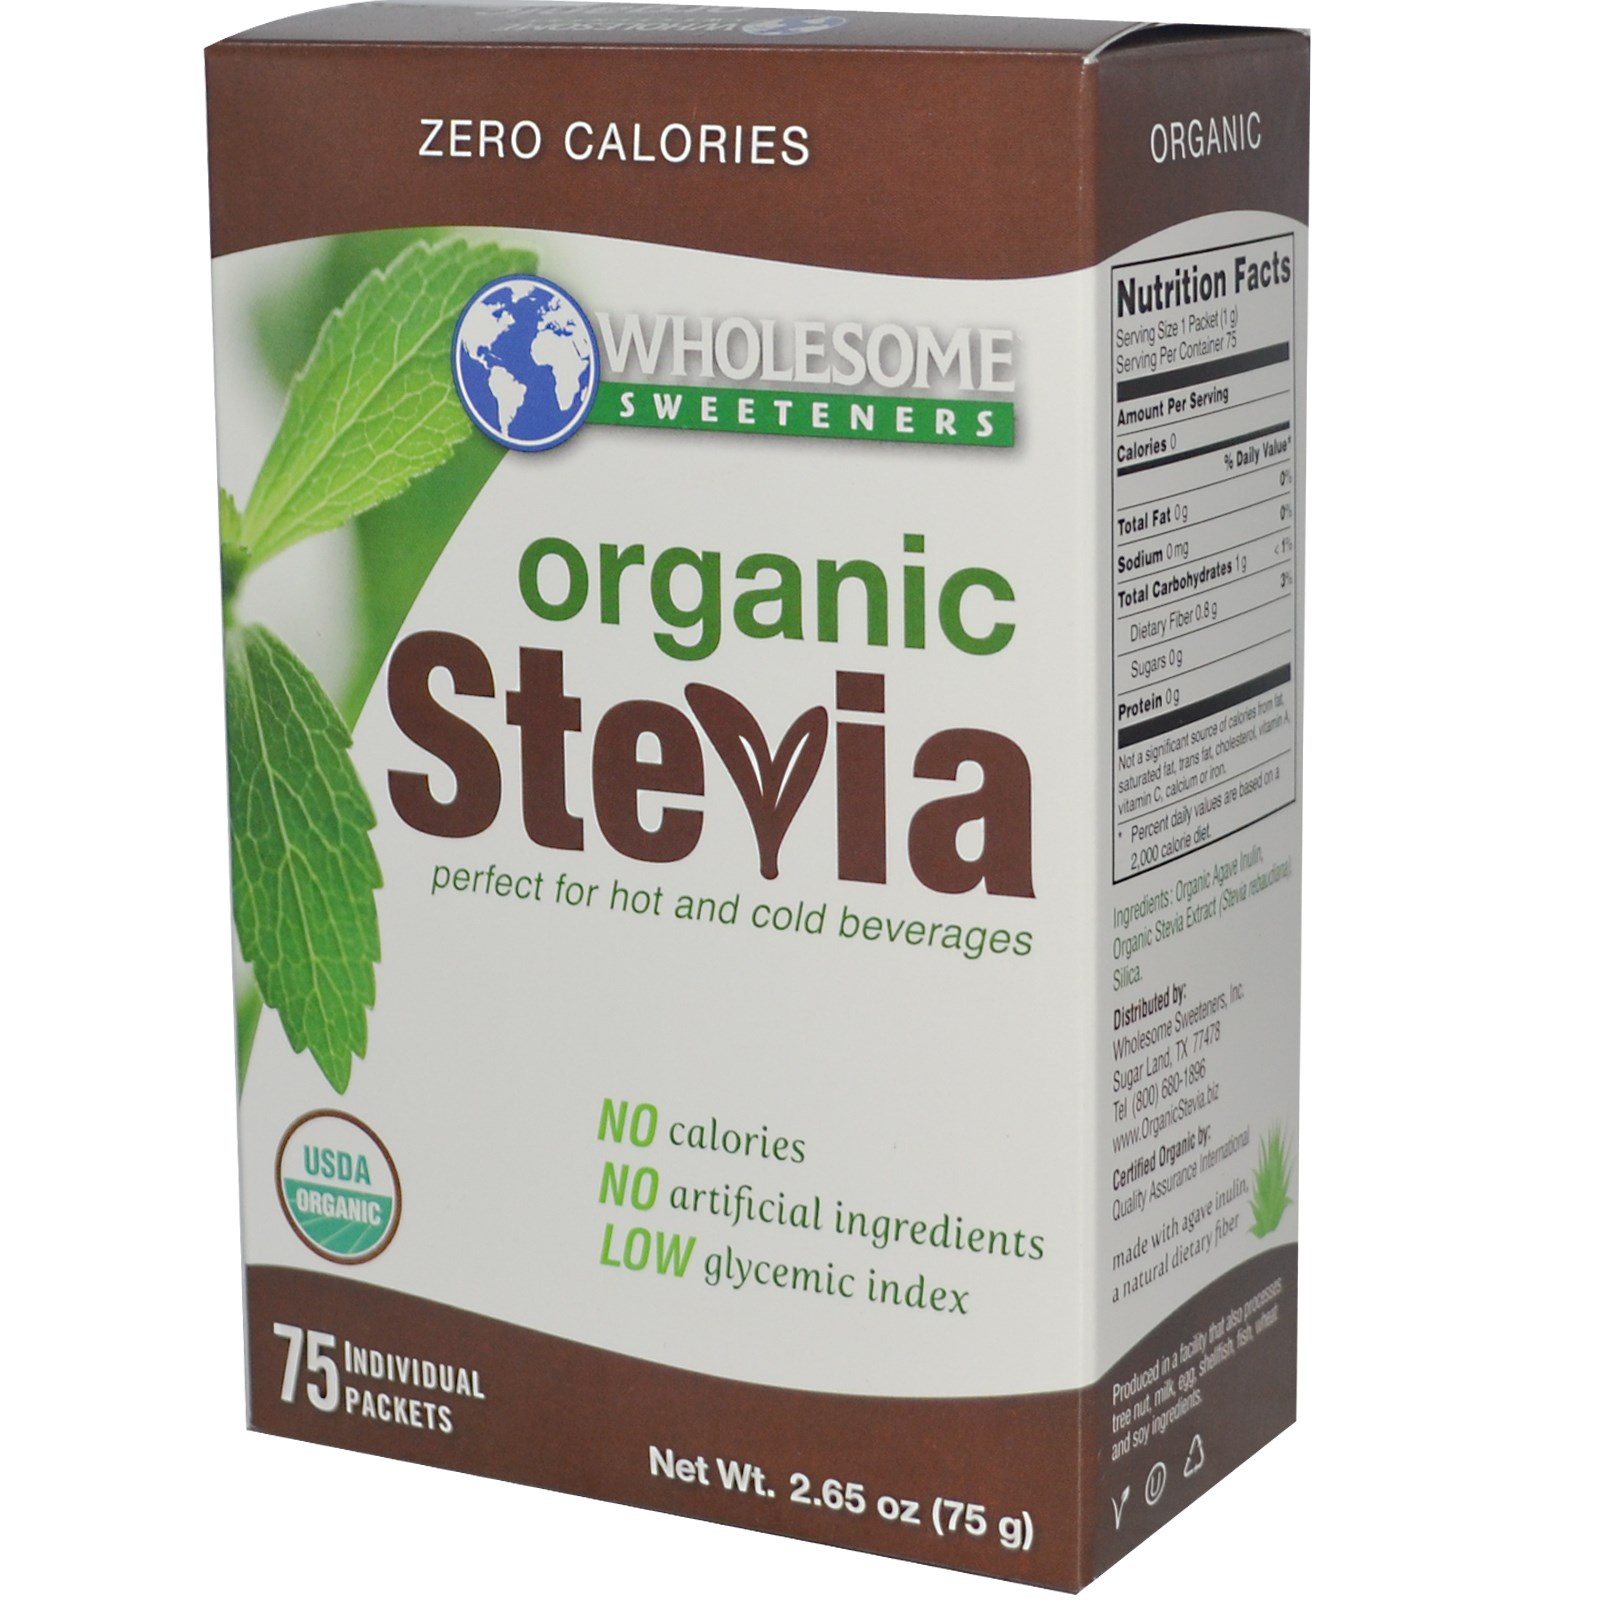 ZERO CALORIES
WHOLESOME
SWEETENERS
organic
Stevia
perfect for hot and cold beverages
NO calories
NO artificial ingredients
LOW glycemic index
USDA
ORGANIC
75 INDIVIDUAL
PACKETS
Net Wt. 2.65 oz (75 g)
ORGANIC
Nutrition Facts
Serving Size 1 Packet (1 g)
Serving Per Container 75
Amount Per Serving
Calories 0
% Daily Value*
Total Fat 0g 0%
Sodium 0mg 0%
Total Carbohydrates 1g <1%
Dietary Fiber 0.8 g 3%
Sugars 0g
Protein 0g
Not a significant source of calories from fat,
saturated fat, trans fat, cholesterol, vitamin A,
vitamin C, calcium or iron.
* Percent daily values are based on a
2,000 calorie diet.
Ingredients: Organic Agave Inulin,
Organic Stevia Extract (Stevia rebaudiana),
Silica.
Distributed by:
Wholesome Sweeteners, Inc.
Sugar Land, TX 77478
Tel (800) 680-1896
www.OrganicStevia.biz
Certified Organic by:
Quality Assurance International
made with agave inulin,
a natural dietary fiber
Produced in a facility that also processes
tree nut, milk, egg, shellfish, fish, wheat
and soy ingredients.
V U